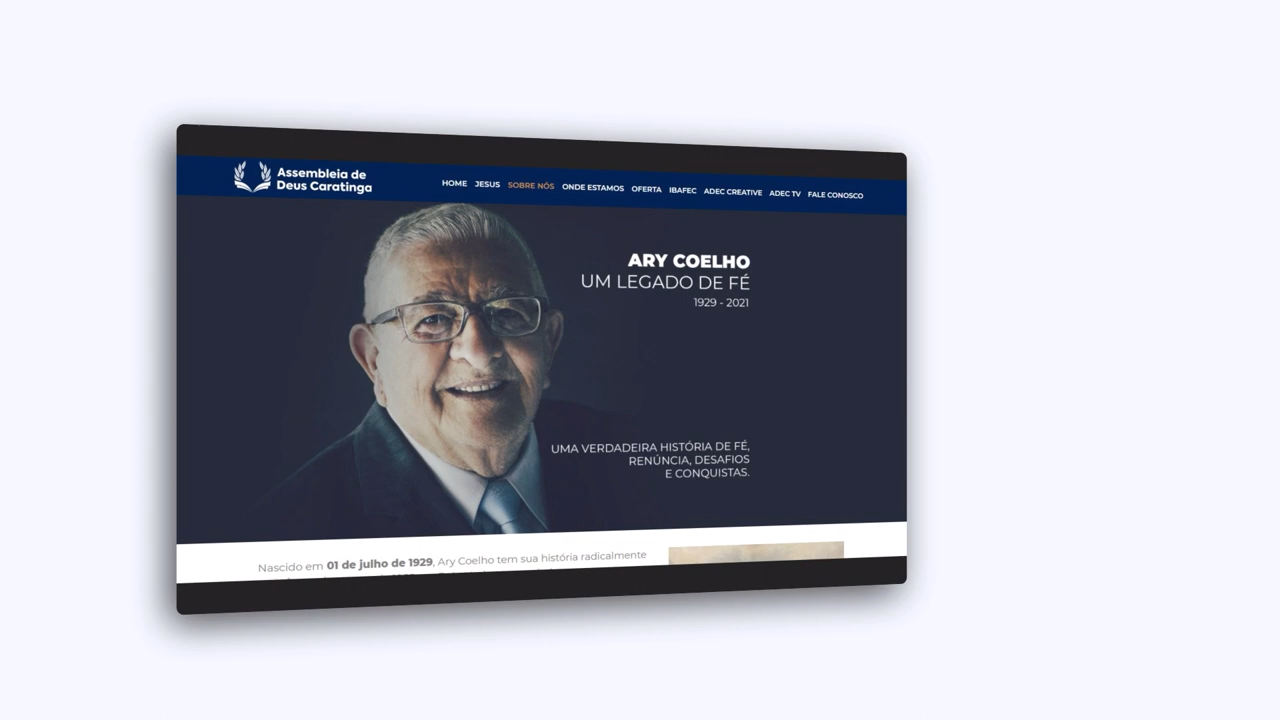 Assembleia de
Deus Caratinga
HOME JESUS SOBRE NÓS ONDE ESTAMOS OFERTA IBAFEC ADEC CREATIVE ADEC TV FALE CONOSCO
ARY COELHO
UM LEGADO DE FÉ
1929 - 2021
UMA VERDADEIRA HISTÓRIA DE FÉ,
RENÚNCIA, DESAFIOS
E CONQUISTAS.
Nascido em 01 de julho de 1929, Ary Coelho tem sua história radicalmente